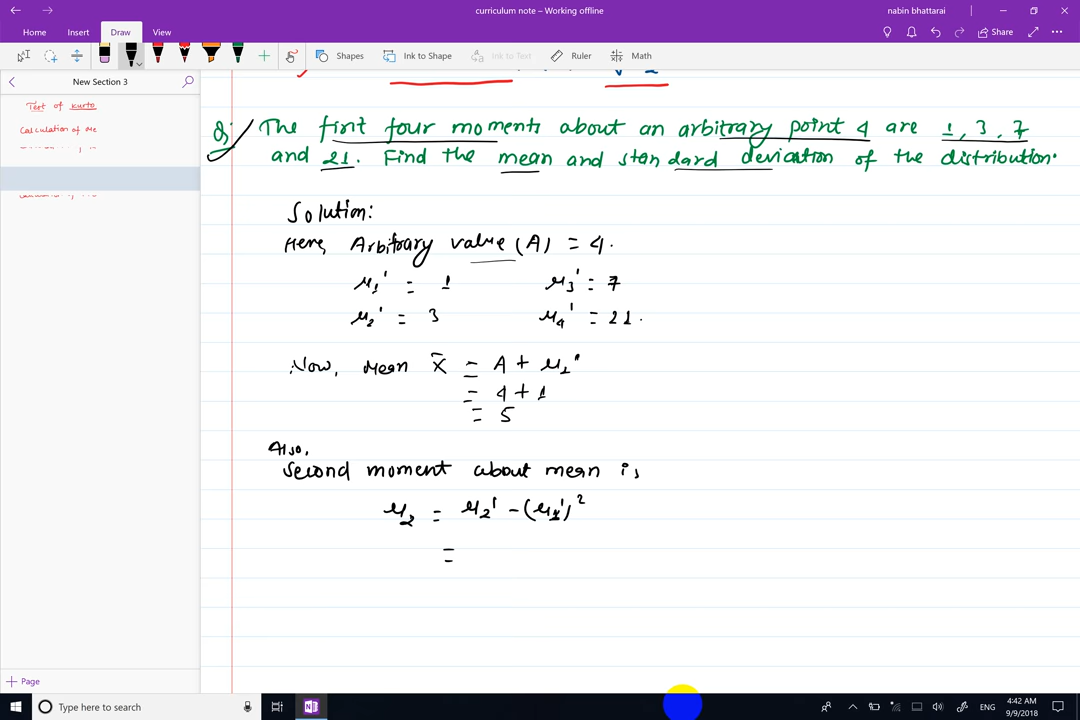 curriculum note – Working offline
nabin bhattarai
Home Insert Draw View
Share
Shapes Ink to Shape Ink to Text Ruler Math
New Section 3
Test of kurto
Calculation of Me
Q; The first four moments about an arbitrary point 4 are 1, 3, 7
and 21. Find the mean and standard deviation of the distribution.
Solution:
Here, Arbitrary value (A) = 4.
μ₁' = 1 μ₃' = 7
μ₂' = 3 μ₄' = 21.
Now, Mean X̄ = A + μ₁'
= 4 + 1
= 5
Also,
Second moment about mean is
μ₂ = μ₂' - (μ₁')²
=
+ Page
Type here to search
ENG
4:42 AM
9/9/2018